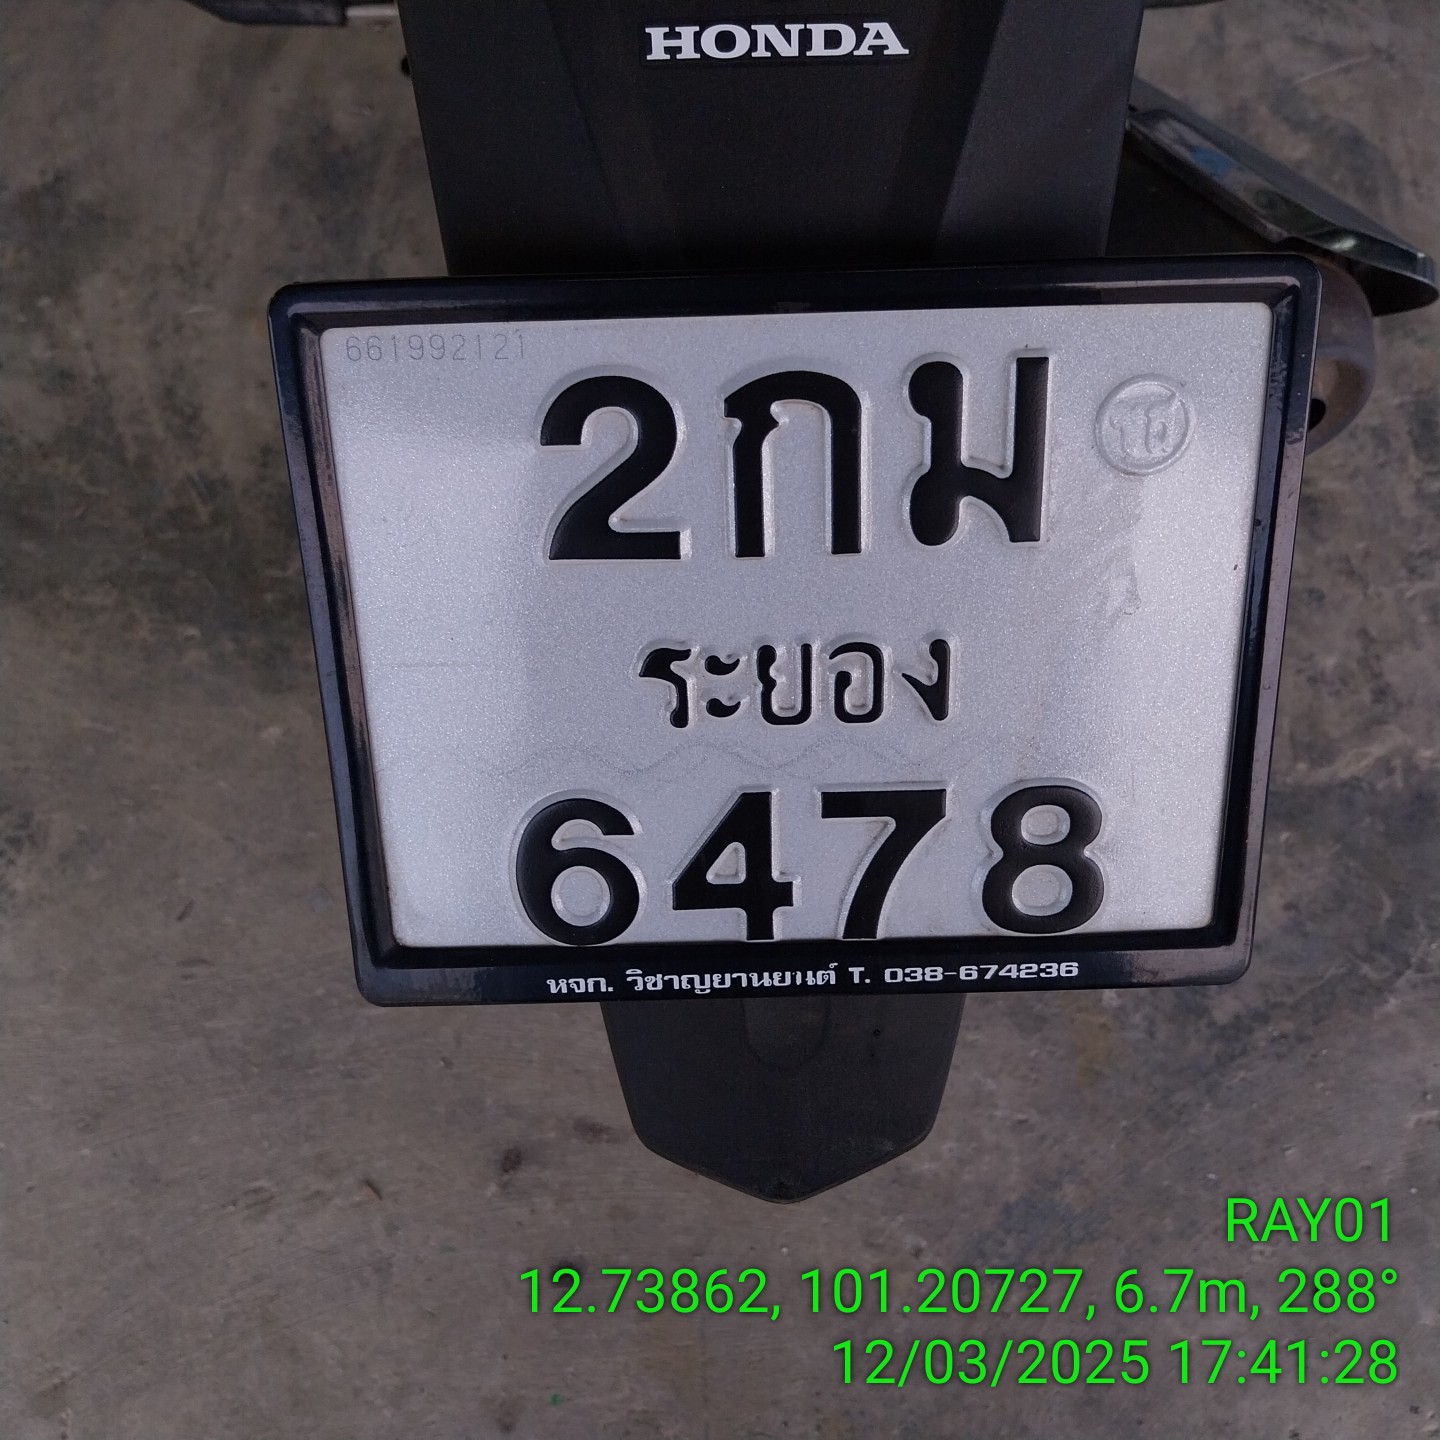 HONDA
661992121
2กม
ระยอง
6478
หจก. วิชาญยานยนต์ T. 038-674236
RAY01
12.73862, 101.20727, 6.7m, 288°
12/03/2025 17:41:28